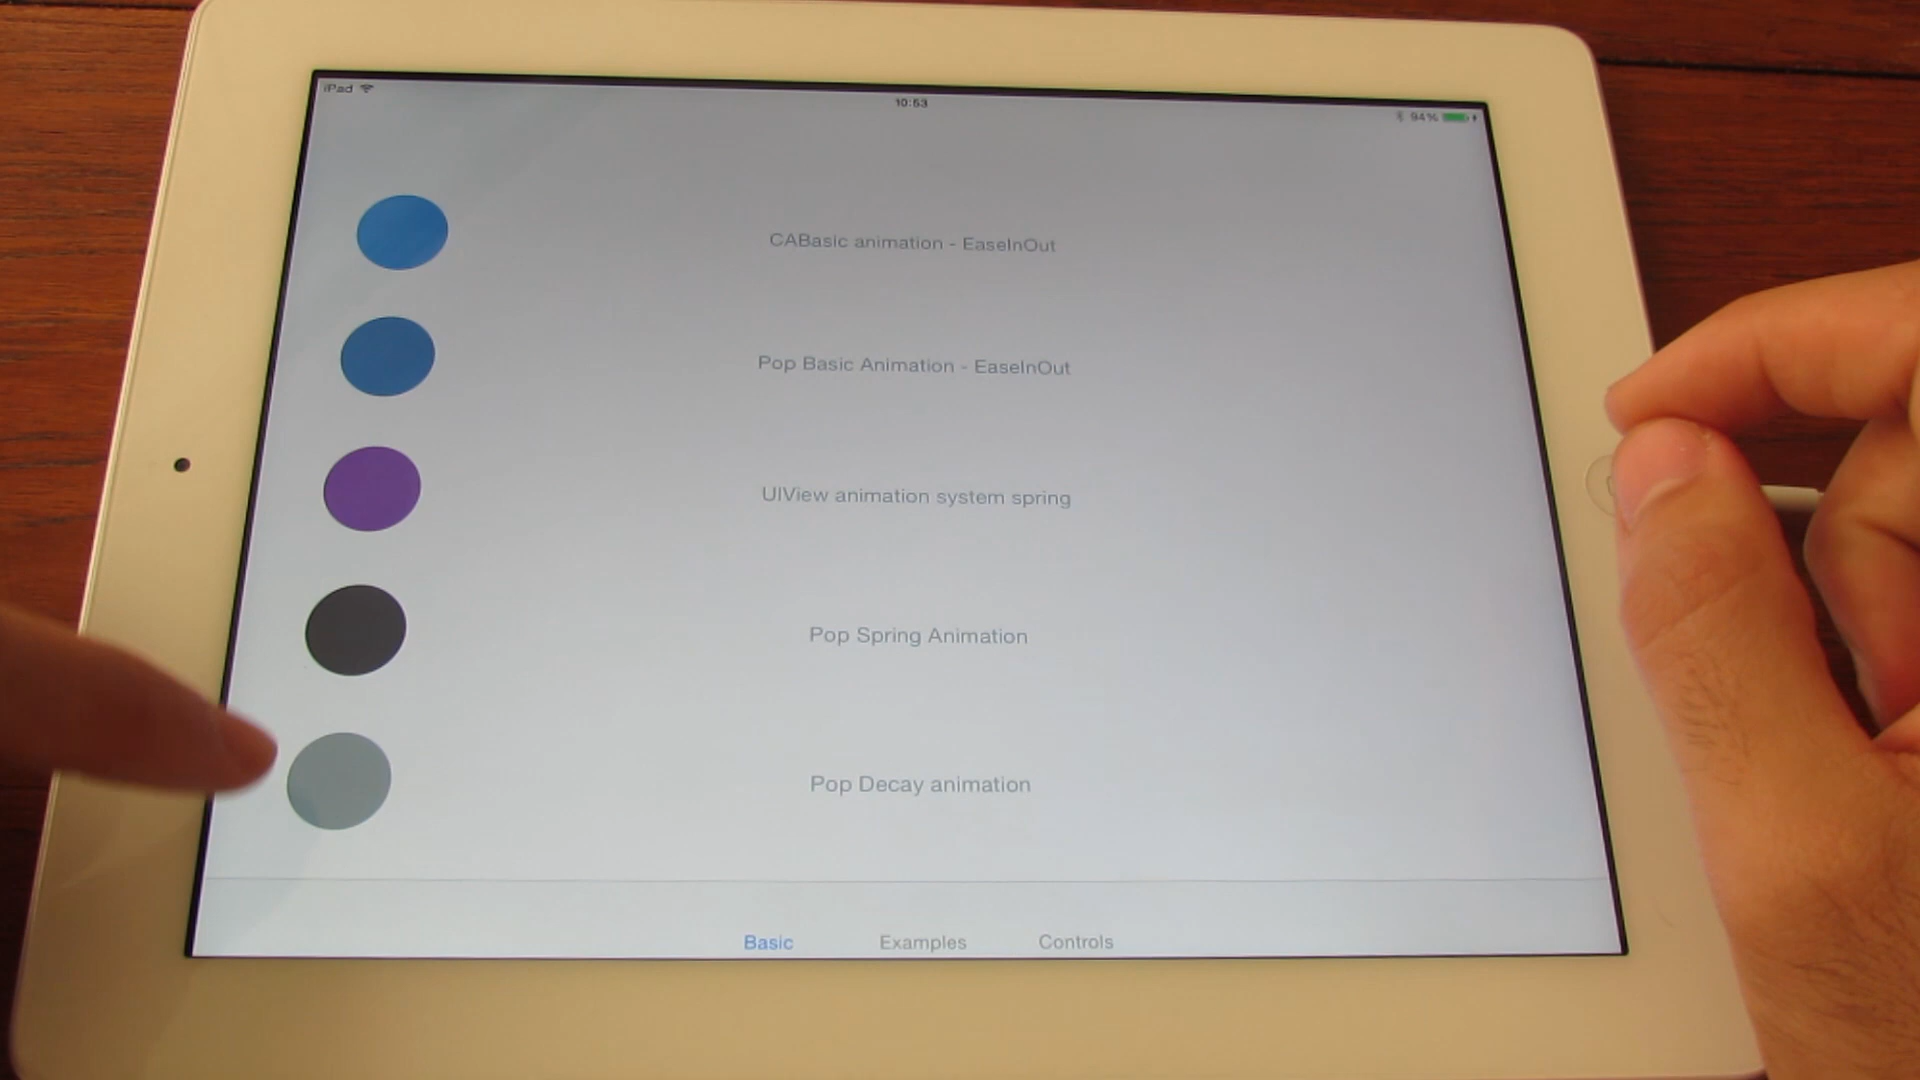 iPad
10:53
94%
CABasic animation - EaseInOut
Pop Basic Animation - EaseInOut
UIView animation system spring
Pop Spring Animation
Pop Decay animation
Basic Examples Controls